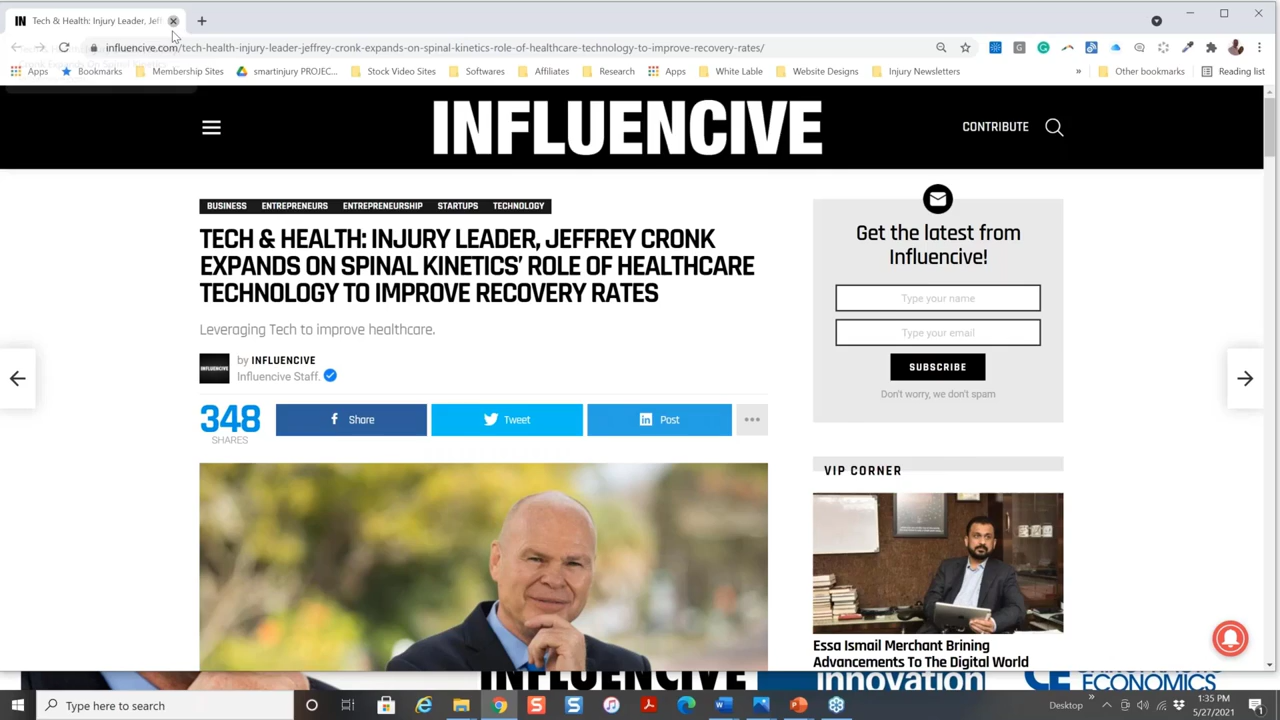 IN Tech & Health: Injury Leader, Jeff
influencive.com/tech-health-injury-leader-jeffrey-cronk-expands-on-spinal-kinetics-role-of-healthcare-technology-to-improve-recovery-rates/
Apps Bookmarks Membership Sites smartinjury PROJEC... Stock Video Sites Softwares Affiliates Research Apps White Label Website Designs Injury Newsletters » Other bookmarks Reading list
INFLUENCIVE
CONTRIBUTE
BUSINESS ENTREPRENEURS ENTREPRENEURSHIP STARTUPS TECHNOLOGY
TECH & HEALTH: INJURY LEADER, JEFFREY CRONK
EXPANDS ON SPINAL KINETICS' ROLE OF HEALTHCARE
TECHNOLOGY TO IMPROVE RECOVERY RATES
Leveraging Tech to improve healthcare.
INFLUENCIVE
by INFLUENCIVE
Influencive Staff.
348
SHARES
Share
Tweet
Post
Get the latest from
Influencive!
Type your name
Type your email
SUBSCRIBE
Don't worry, we don't spam
VIP CORNER
Essa Ismail Merchant Brining
Advancements To The Digital World
INFLUENCIVE
innovation
ECONOMICS
Type here to search
Desktop
1:35 PM
5/27/2021